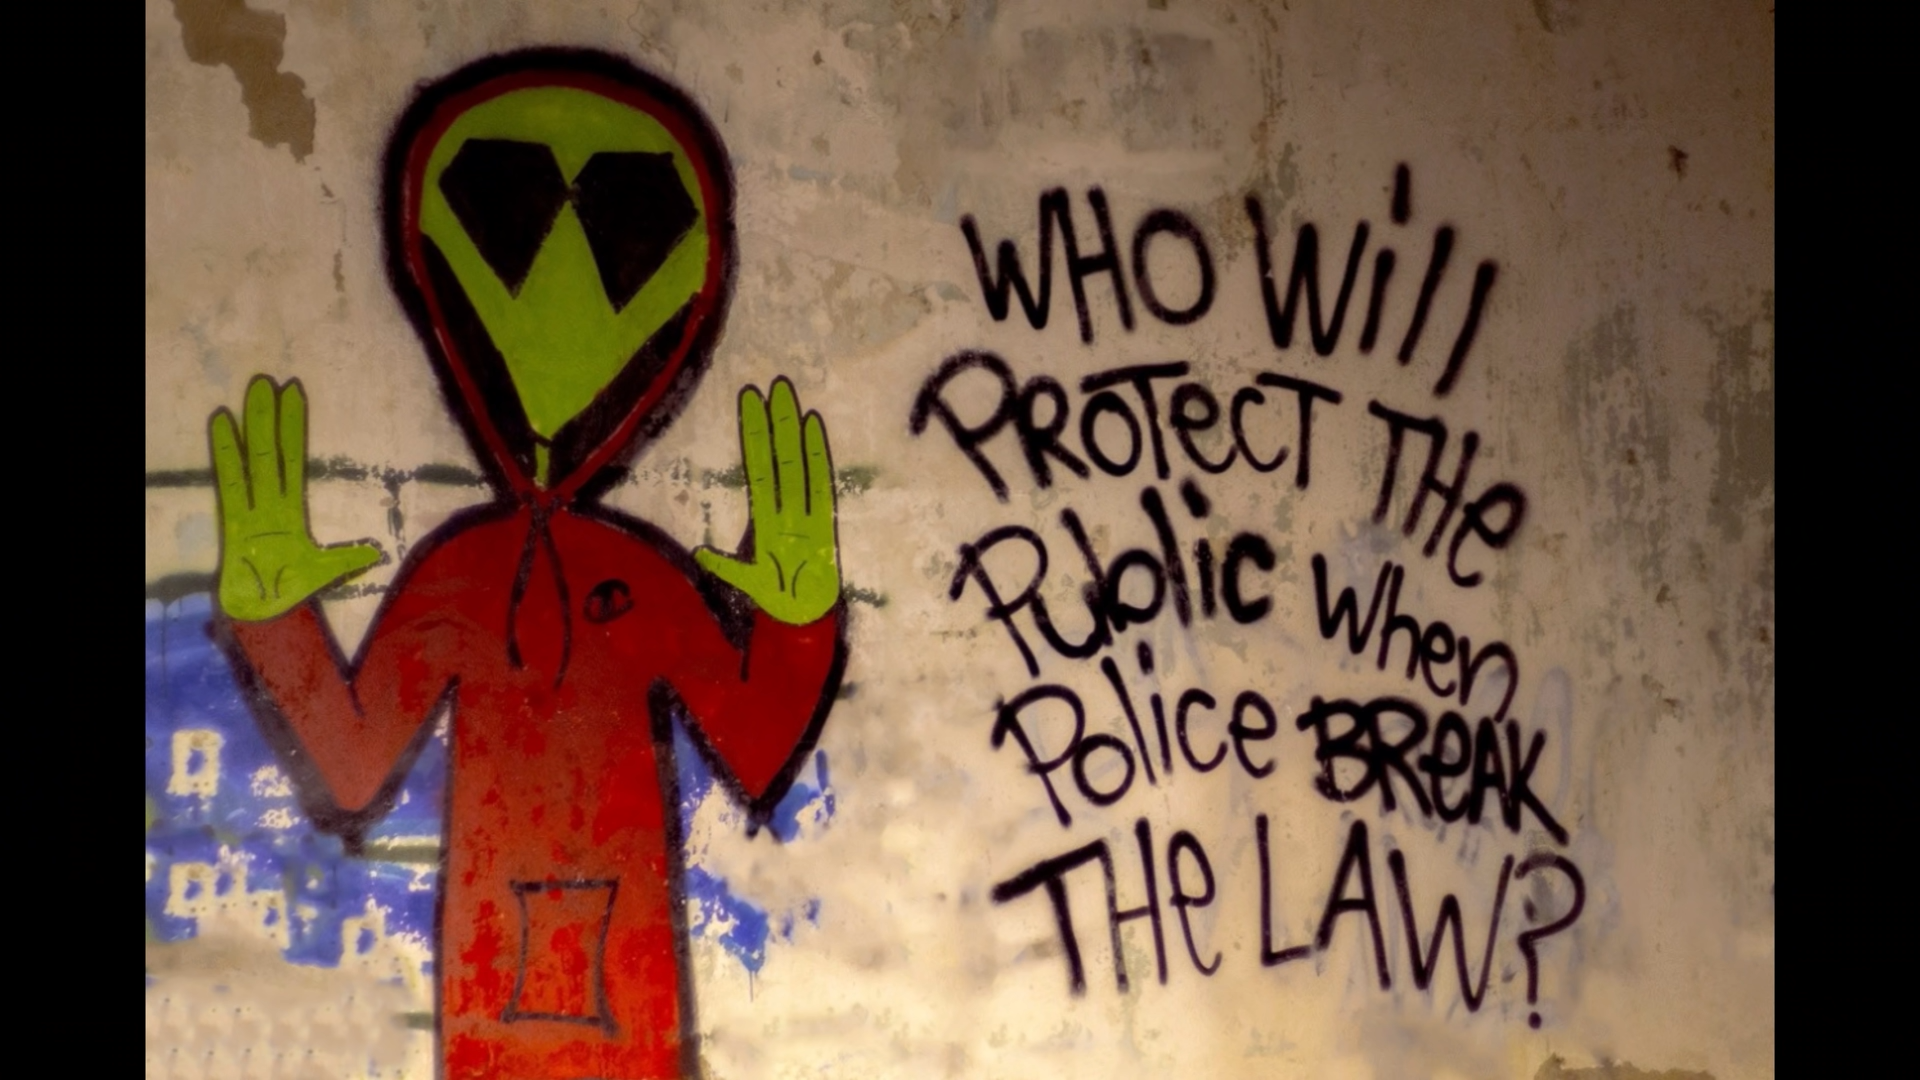 WHO Will
PROTecT THe
Public when
Police BReAK
THe LAW?